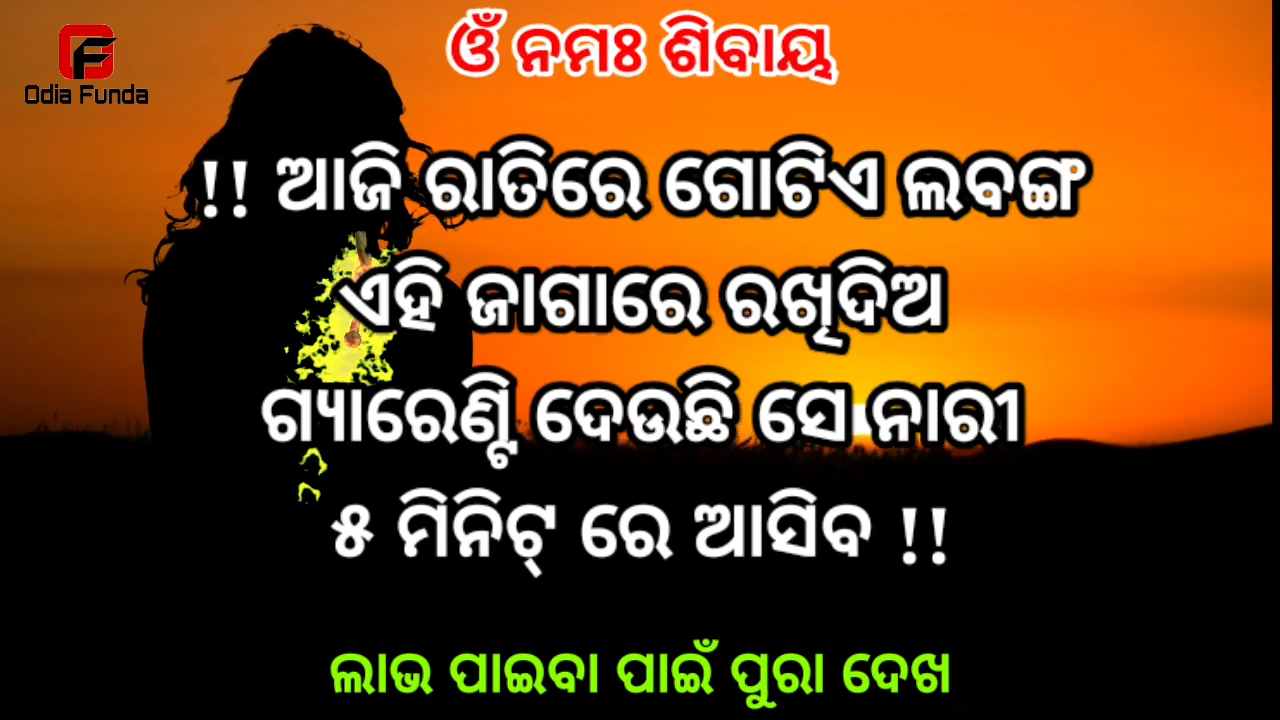 ଓଁ ନମଃ ଶିବାୟ
Odia Funda
!! ଆଜି ରାତିରେ ଗୋଟିଏ ଲବଙ୍ଗ
ଏହି ଜାଗାରେ ରଖିଦିଅ
ଗ୍ୟାରେଣ୍ଟି ଦେଉଛି ସେ ନାରୀ
୫ ମିନିଟ୍ ରେ ଆସିବ !!
ଲାଭ ପାଇବା ପାଇଁ ପୁରା ଦେଖ